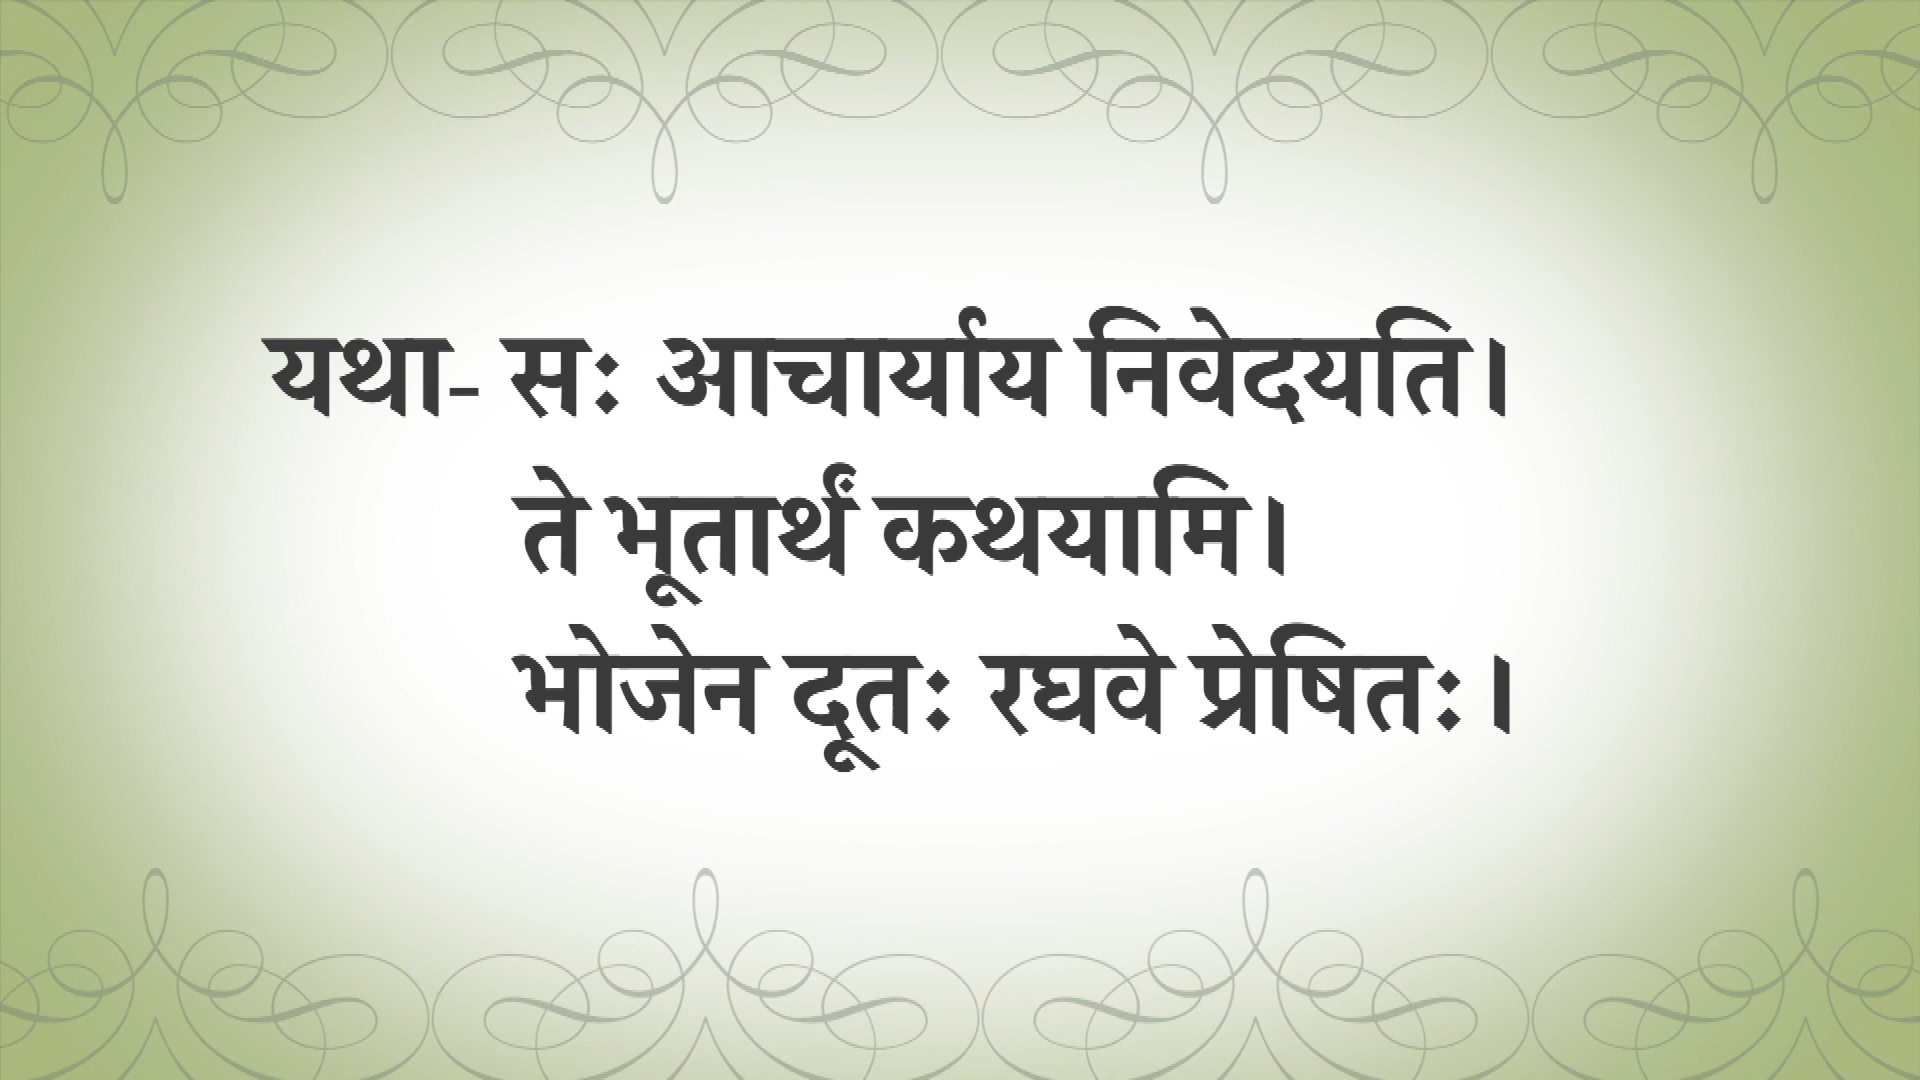 यथा- सः आचार्याय निवेदयति।
ते भूतार्थं कथयामि।
भोजेन दूतः रघवे प्रेषितः।